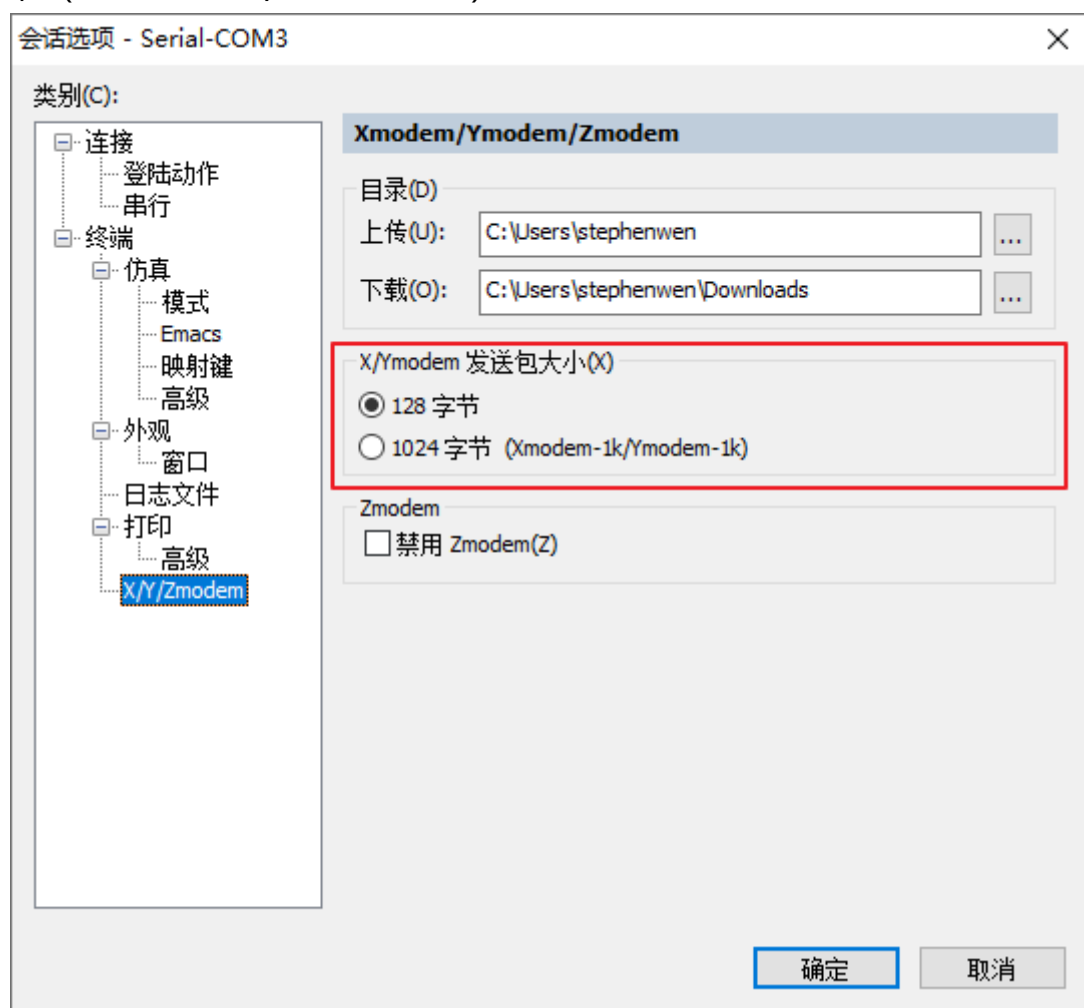 会话选项 - Serial-COM3
类别(C):
连接
登陆动作
串行
终端
仿真
模式
Emacs
映射健
高级
外观
窗口
日志文件
打印
高级
X/Y/Zmodem
Xmodem/Ymodem/Zmodem
目录(D)
上传(U): C:\Users\stephenwen ...
下载(O): C:\Users\stephenwen\Downloads ...
X/Ymodem 发送包大小(X)
128 字节
1024 字节 (Xmodem-1k/Ymodem-1k)
Zmodem
禁用 Zmodem(Z)
确定 取消